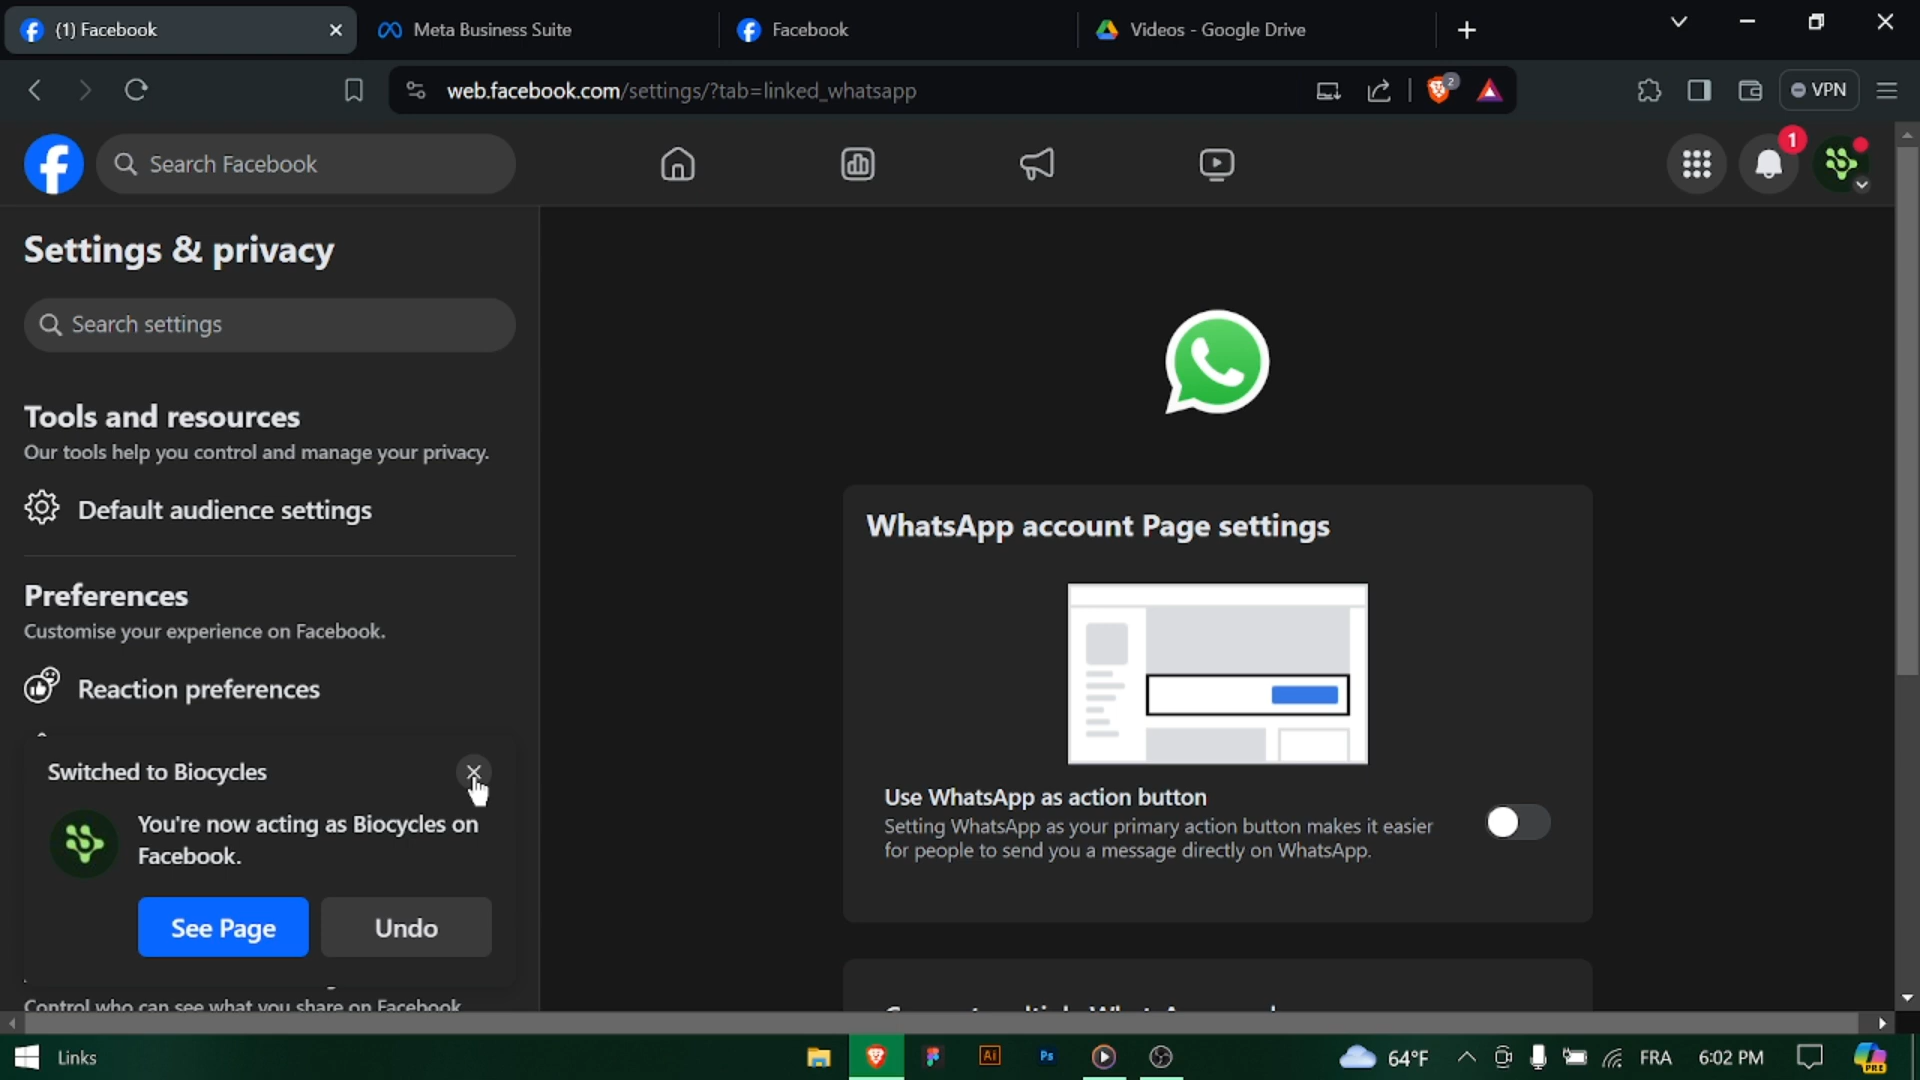 (1) Facebook
Meta Business Suite
Facebook
Videos - Google Drive
web.facebook.com/settings/?tab=linked_whatsapp
2
VPN
Search Facebook
1
Settings & privacy
Search settings
Tools and resources
Our tools help you control and manage your privacy.
Default audience settings
Preferences
Customise your experience on Facebook.
Reaction preferences
Switched to Biocycles
You're now acting as Biocycles on
Facebook.
See Page
Undo
Control who can see what you share on Facebook
WhatsApp account Page settings
Use WhatsApp as action button
Setting WhatsApp as your primary action button makes it easier
for people to send you a message directly on WhatsApp.
Links
Ai
Ps
64°F
FRA
6:02 PM
PRE